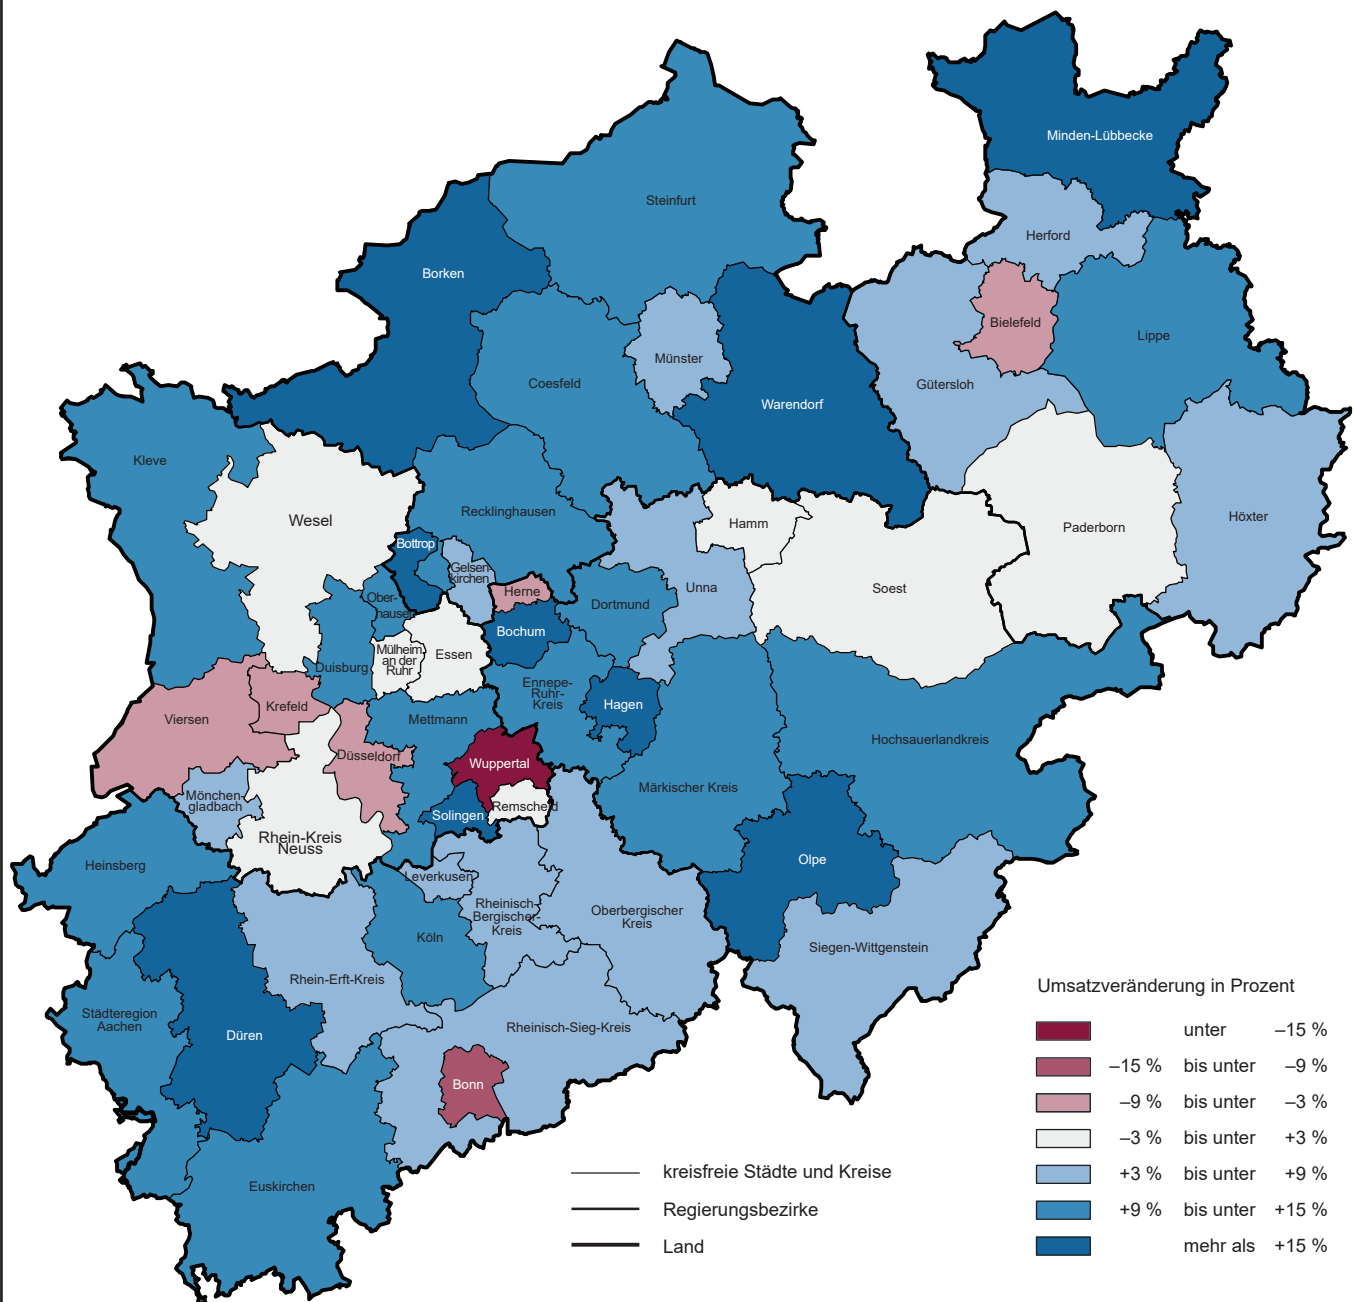 Minden-Lübbecke
Steinfurt
Herford
Borken
Bielefeld
Lippe
Münster
Coesfeld
Gütersloh
Warendorf
Kleve
Recklinghausen
Wesel
Höxter
Hamm
Paderborn
Bottrop
Gelsen-
kirchen
Soest
Unna
Herne
Ober-
hausen
Dortmund
Bochum
Mülheim
an der
Ruhr
Essen
Duisburg
Ennepe-
Ruhr-
Kreis
Hagen
Krefeld
Viersen
Mettmann
Hochsauerlandkreis
Düsseldorf
Wuppertal
Märkischer Kreis
Mönchen-
gladbach
Remscheid
Solingen
Rhein-Kreis
Neuss
Heinsberg
Olpe
Leverkusen
Rheinisch-
Bergischer-
Kreis
Oberbergischer
Kreis
Köln
Siegen-Wittgenstein
Rhein-Erft-Kreis
Städteregion
Aachen
Düren
Rheinisch-Sieg-Kreis
Bonn
Euskirchen
Umsatzveränderung in Prozent
unter –15 %
–15 % bis unter –9 %
–9 % bis unter –3 %
–3 % bis unter +3 %
+3 % bis unter +9 %
+9 % bis unter +15 %
mehr als +15 %
kreisfreie Städte und Kreise
Regierungsbezirke
Land